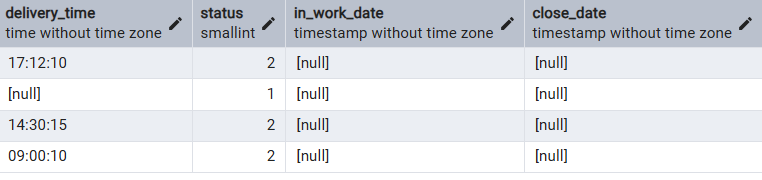 delivery_time status in_work_date close_date
time without time zone smallint timestamp without time zone timestamp without time zone
17:12:10 2 [null] [null]
[null] 1 [null] [null]
14:30:15 2 [null] [null]
09:00:10 2 [null] [null]